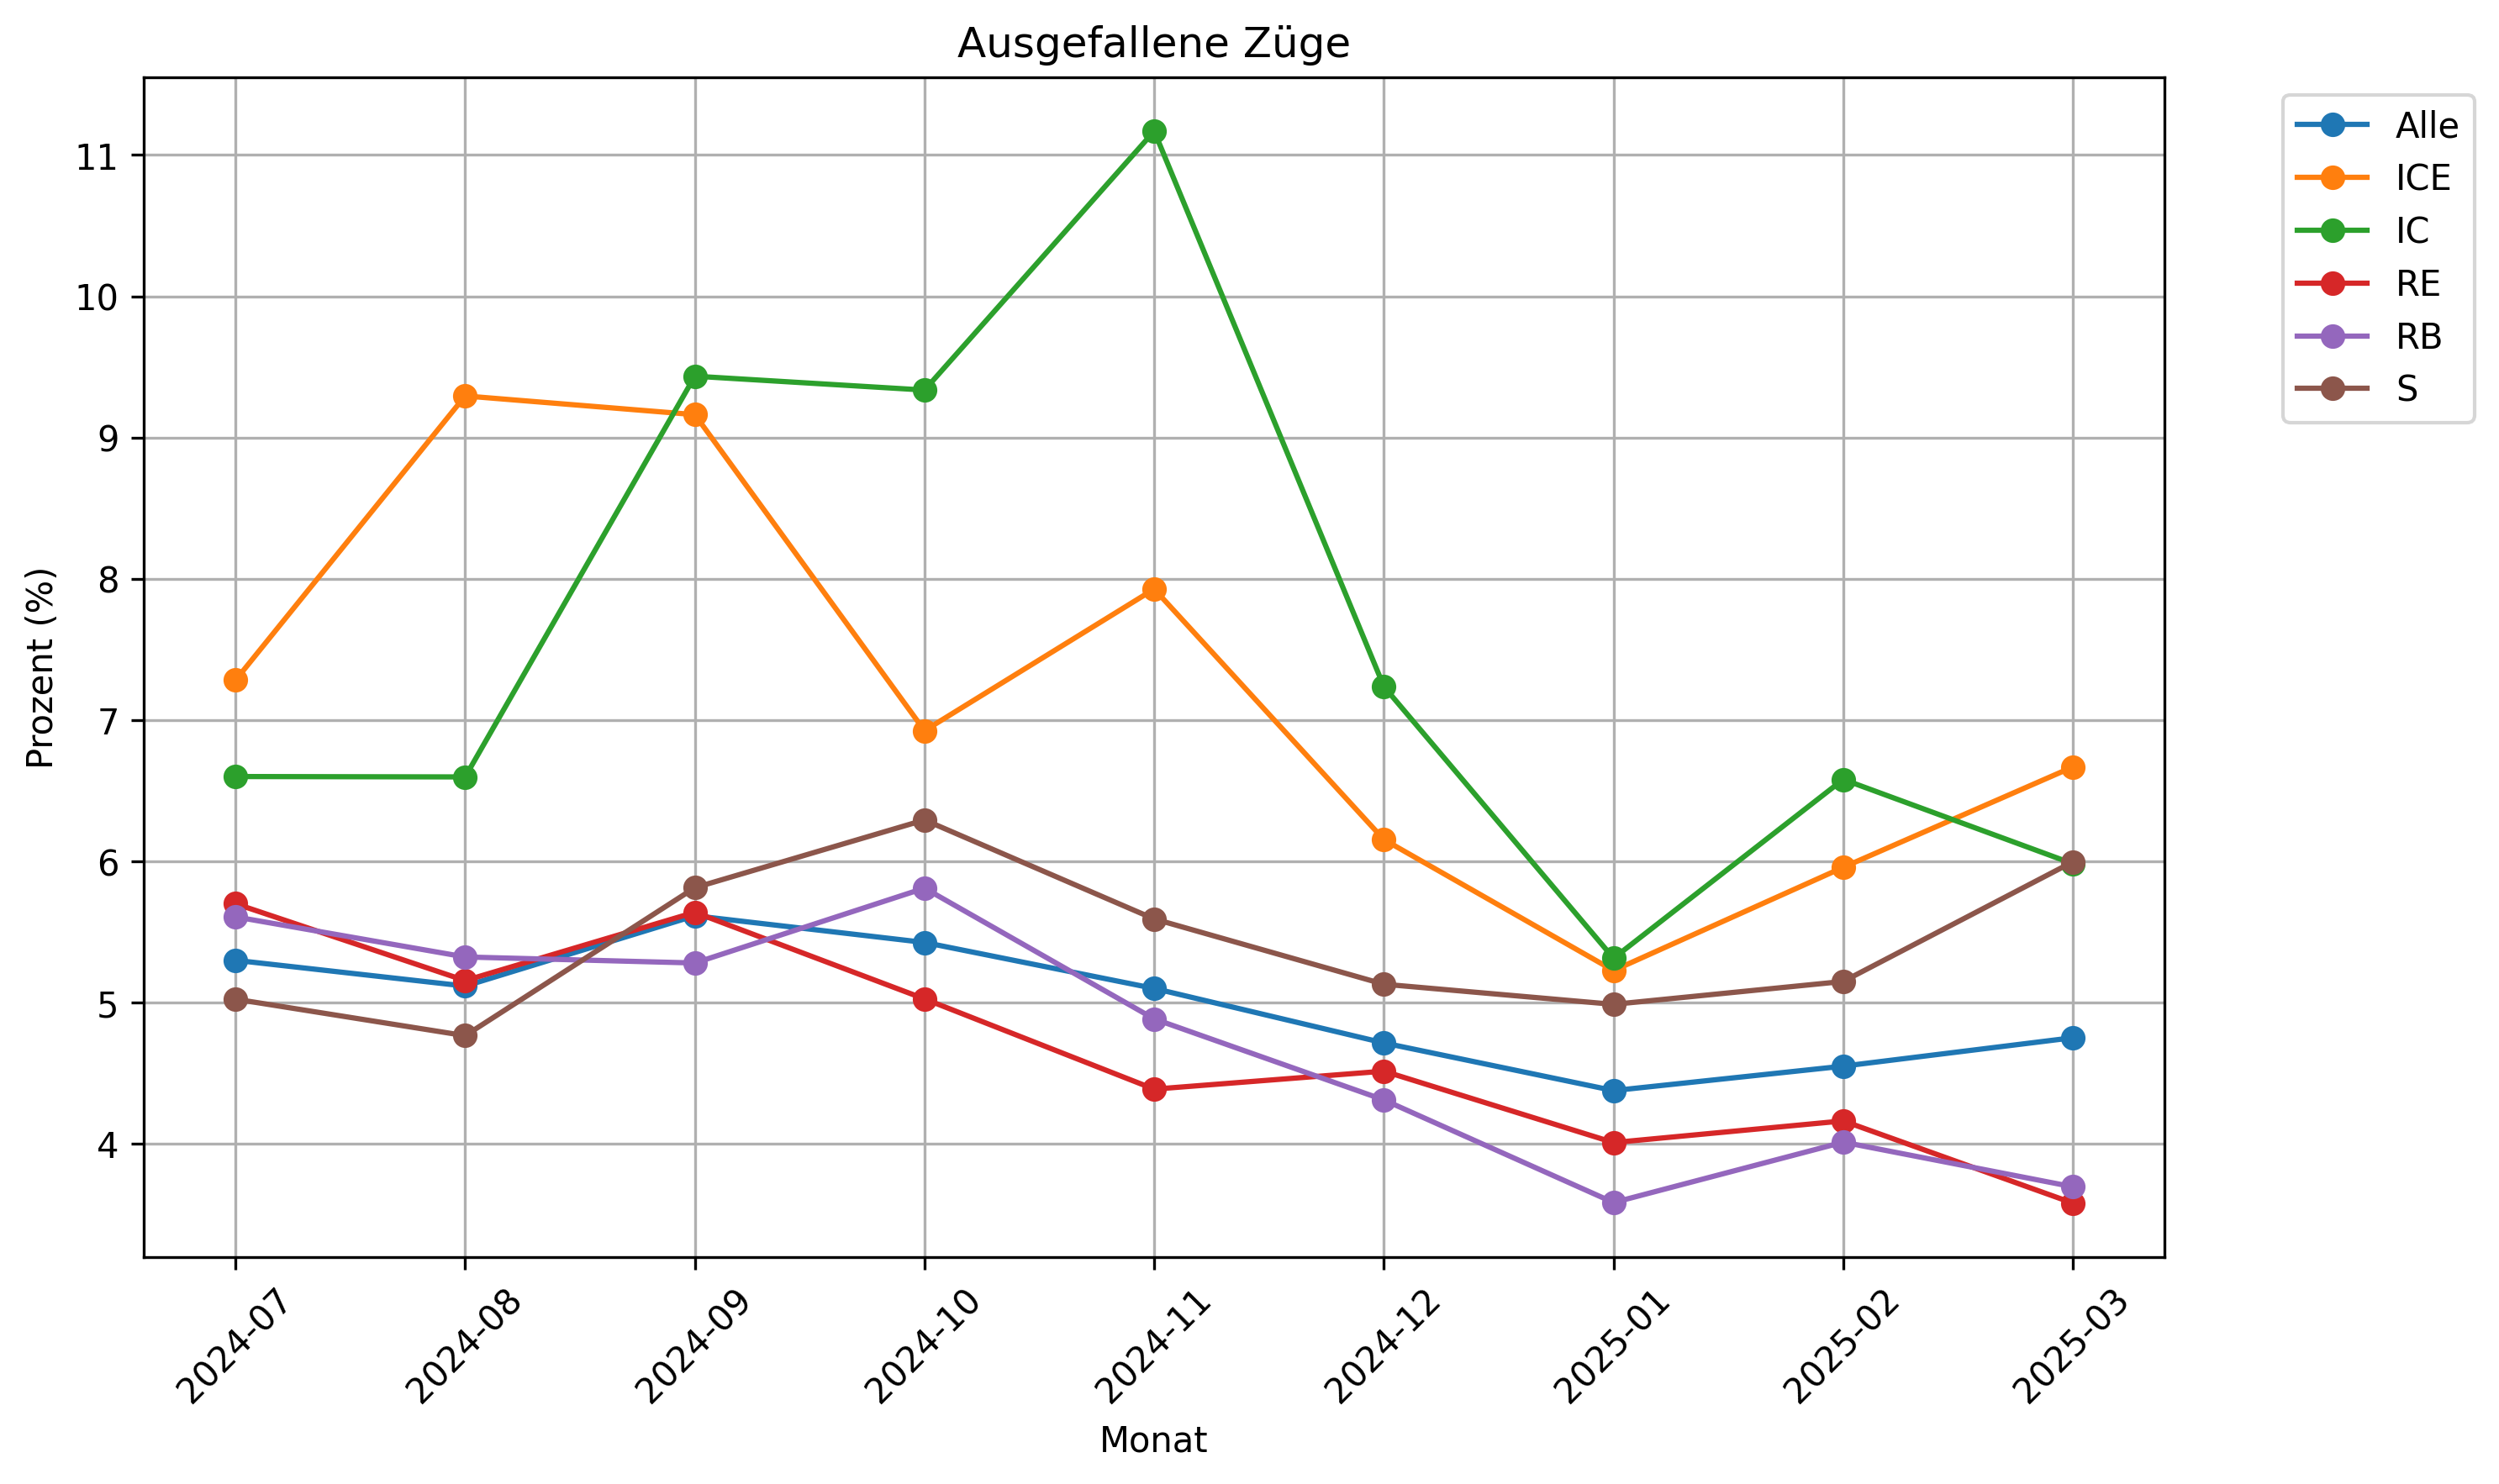 Ausgefallene Züge
Prozent (%)
11
10
9
8
7
6
5
4
2024-07
2024-08
2024-09
2024-10
2024-11
2024-12
2025-01
2025-02
2025-03
Monat
Alle
ICE
IC
RE
RB
S